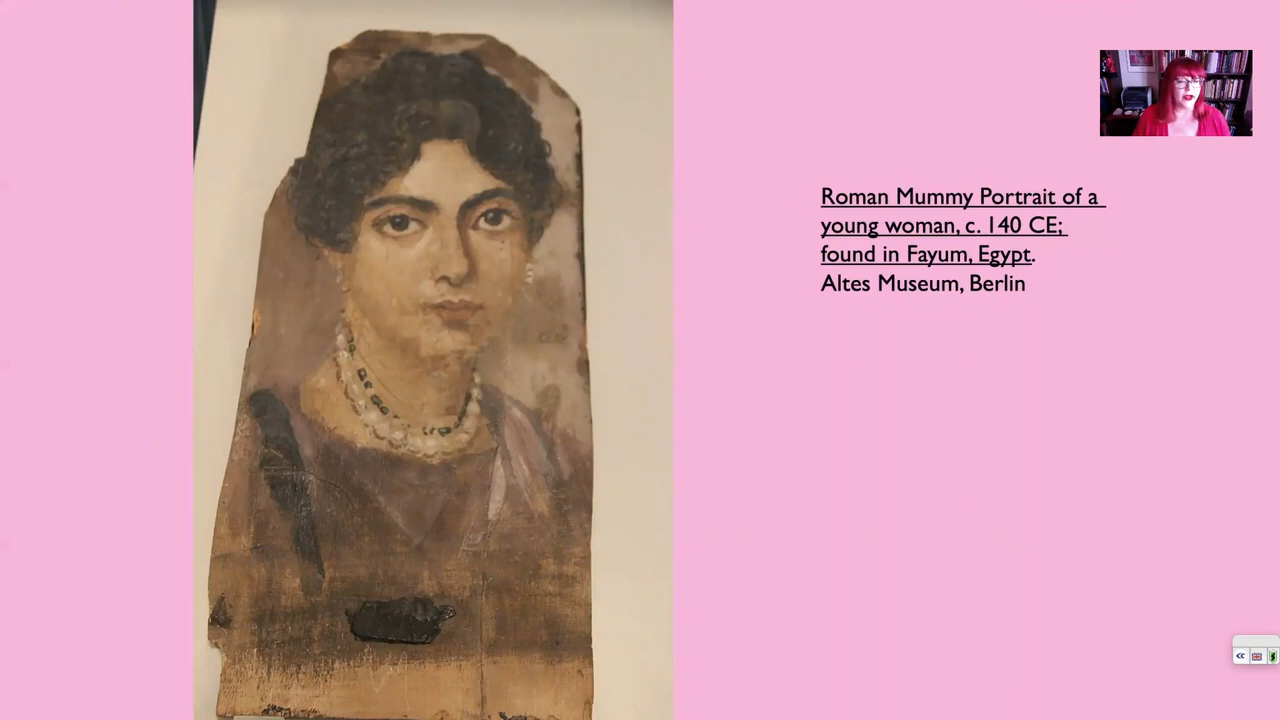 Roman Mummy Portrait of a
young woman, c. 140 CE;
found in Fayum, Egypt.
Altes Museum, Berlin